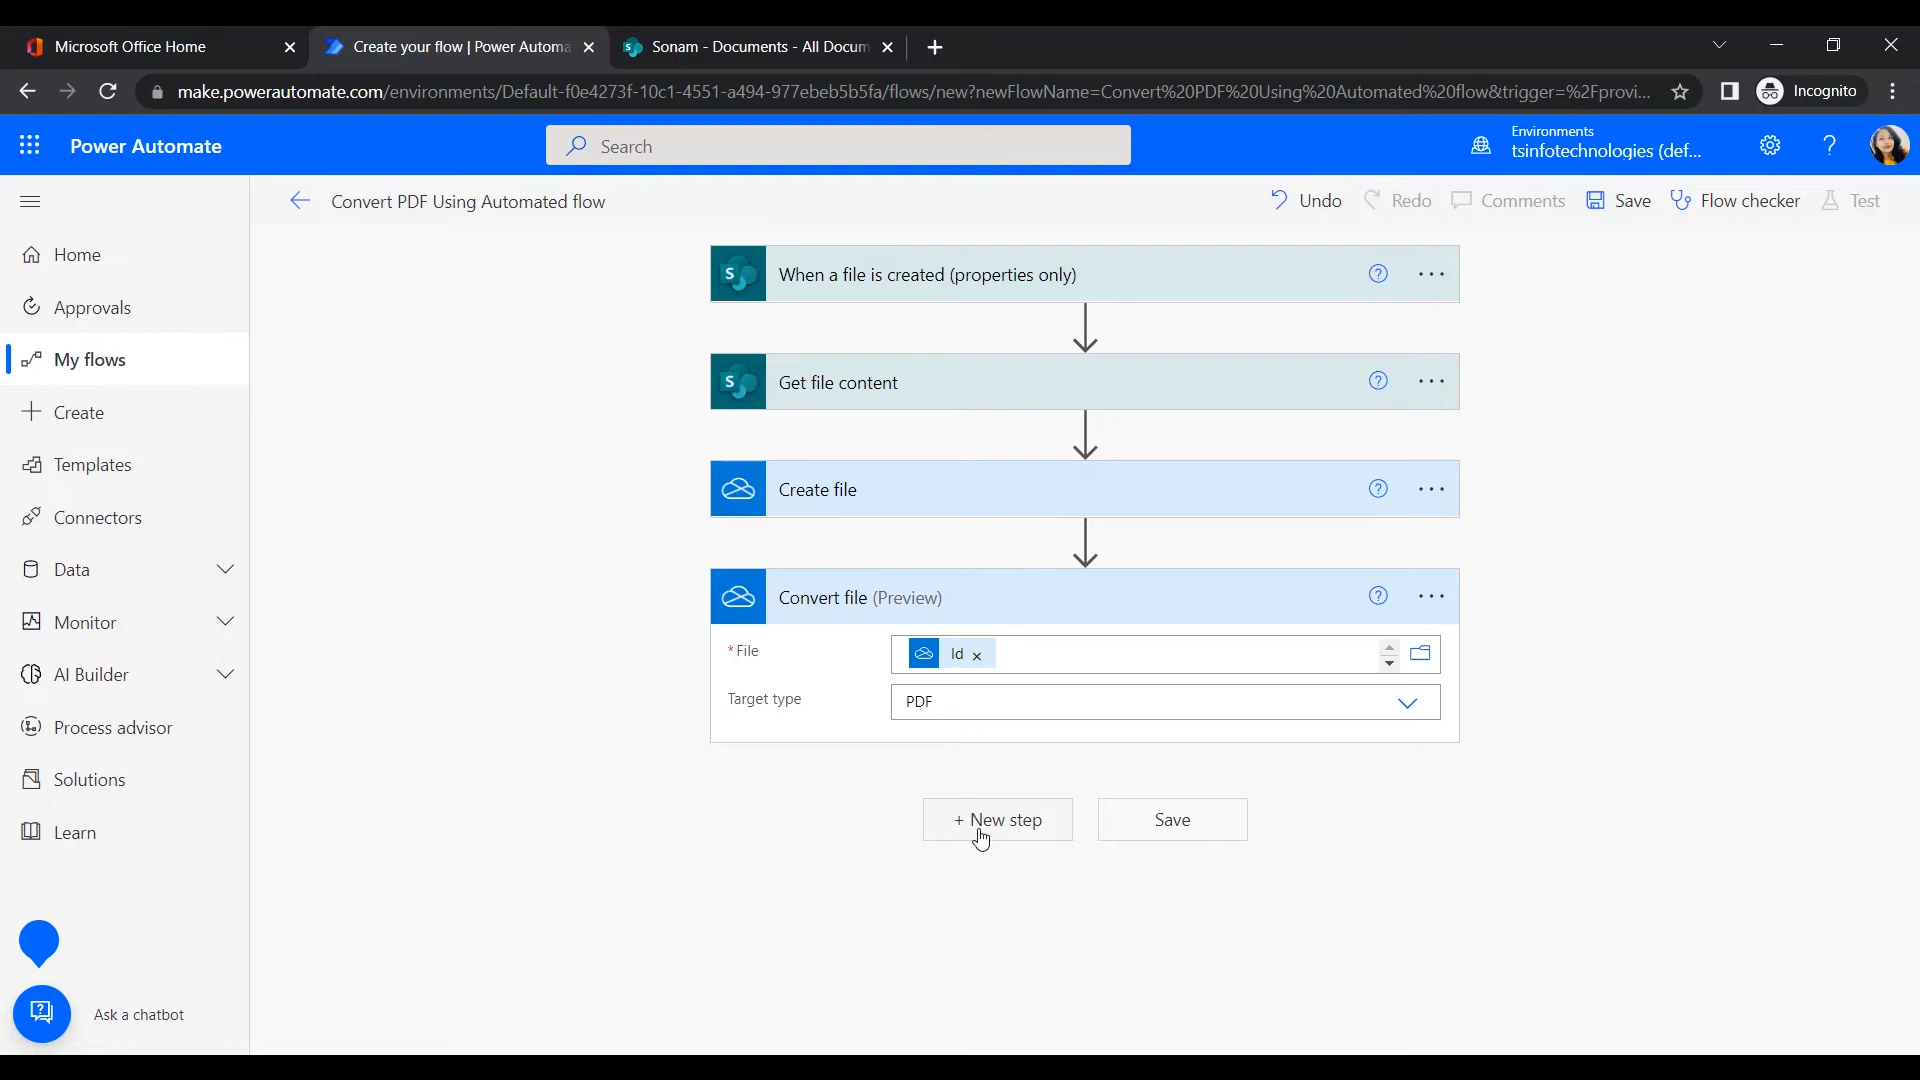 Microsoft Office Home
Create your flow | Power Automa
Sonam - Documents - All Docum
make.powerautomate.com/environments/Default-f0e4273f-10c1-4551-a494-977ebeb5b5fa/flows/new?newFlowName=Convert%20PDF%20Using%20Automated%20flow&trigger=%2Fprovi...
Incognito
Power Automate
Search
Environments
tsinfotechnologies (def...
Convert PDF Using Automated flow
Undo
Redo
Comments
Save
Flow checker
Test
Home
Approvals
My flows
Create
Templates
Connectors
Data
Monitor
AI Builder
Process advisor
Solutions
Learn
Ask a chatbot
When a file is created (properties only)
Get file content
Create file
Convert file (Preview)
* File
Id
Target type
PDF
+ New step
Save